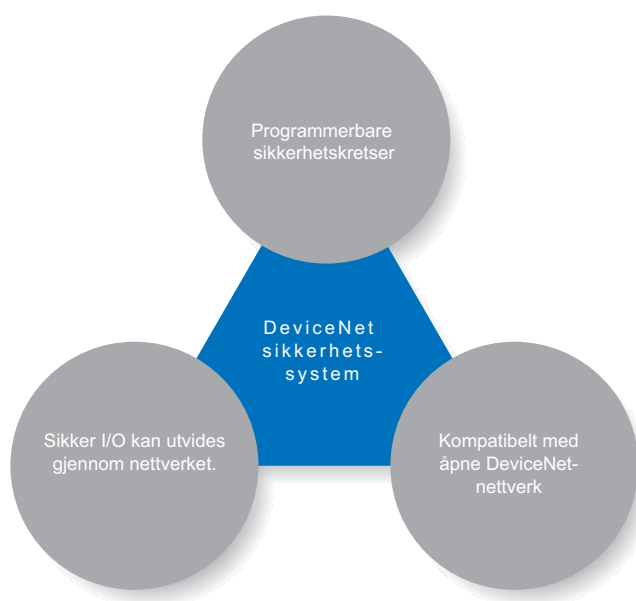 Programmerbare
sikkerhetskretser
DeviceNet
sikkerhets-
system
Sikker I/O kan utvides
gjennom nettverket.
Kompatibelt med
åpne DeviceNet-
nettverk